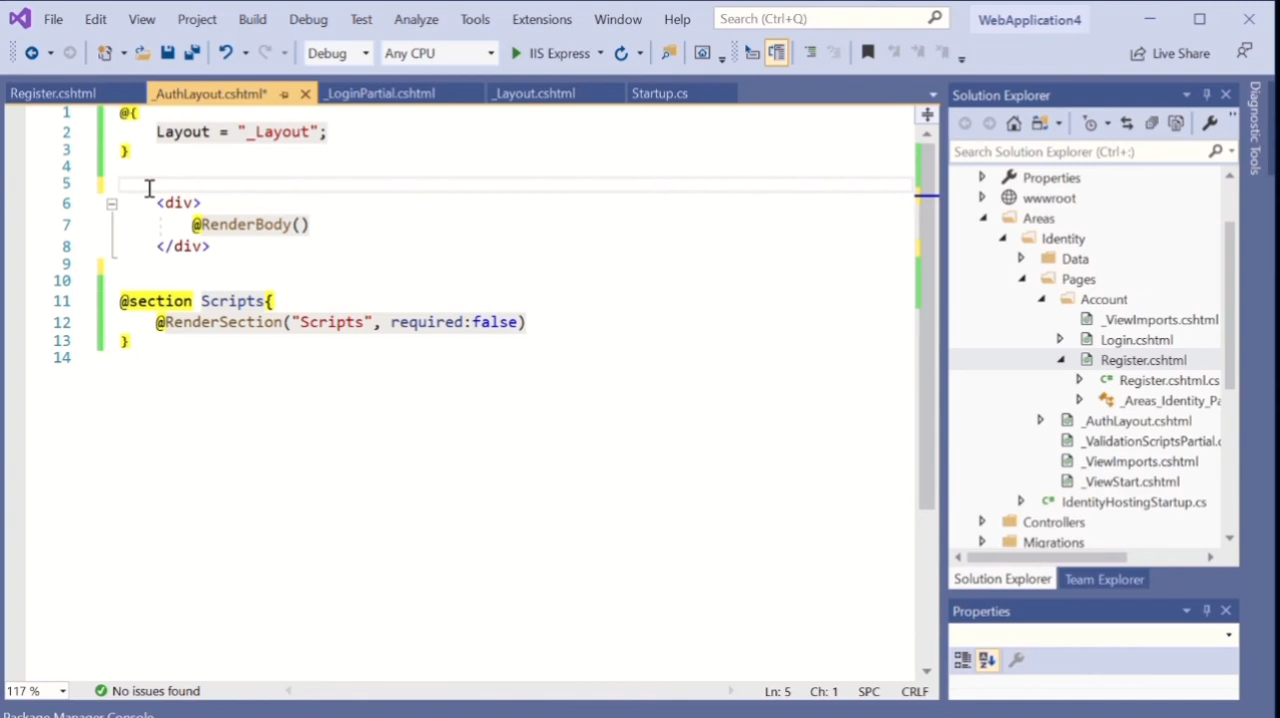 File Edit View Project Build Debug Test Analyze Tools Extensions Window Help Search (Ctrl+Q) WebApplication4
Debug Any CPU IIS Express Live Share
Register.cshtml _AuthLayout.cshtml* _LoginPartial.cshtml _Layout.cshtml Startup.cs
1 @{
2 Layout = "_Layout";
3 }
4
5
6 <div>
7 @RenderBody()
8 </div>
9
10
11 @section Scripts{
12 @RenderSection("Scripts", required:false)
13 }
14
117 % No issues found Ln: 5 Ch: 1 SPC CRLF
Package Manager Console
Solution Explorer
Search Solution Explorer (Ctrl+;)
Properties
wwwroot
Areas
Identity
Data
Pages
Account
_ViewImports.cshtml
Login.cshtml
Register.cshtml
Register.cshtml.cs
_Areas_Identity_Pa
_AuthLayout.cshtml
_ValidationScriptsPartial.c
_ViewImports.cshtml
_ViewStart.cshtml
IdentityHostingStartup.cs
Controllers
Migrations
Solution Explorer Team Explorer
Properties
Diagnostic Tools